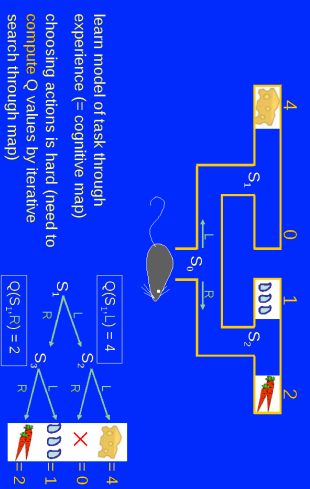 4 0 1 2
S₁ S₂
S₀
L R
learn model of task through
experience (= cognitive map)
choosing actions is hard (need to
compute Q values by iterative
search through map)
Q(S₁,L) = 4
S₁
L
R
S₂
L
R
S₃
L
R
= 4
= 0
= 1
= 2
Q(S₁,R) = 2